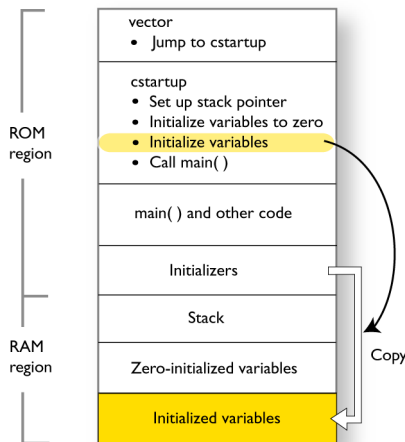 vector
• Jump to cstartup
cstartup
• Set up stack pointer
• Initialize variables to zero
• Initialize variables
• Call main( )
ROM
region
main( ) and other code
Initializers
Stack
RAM
region
Zero-initialized variables
Copy
Initialized variables